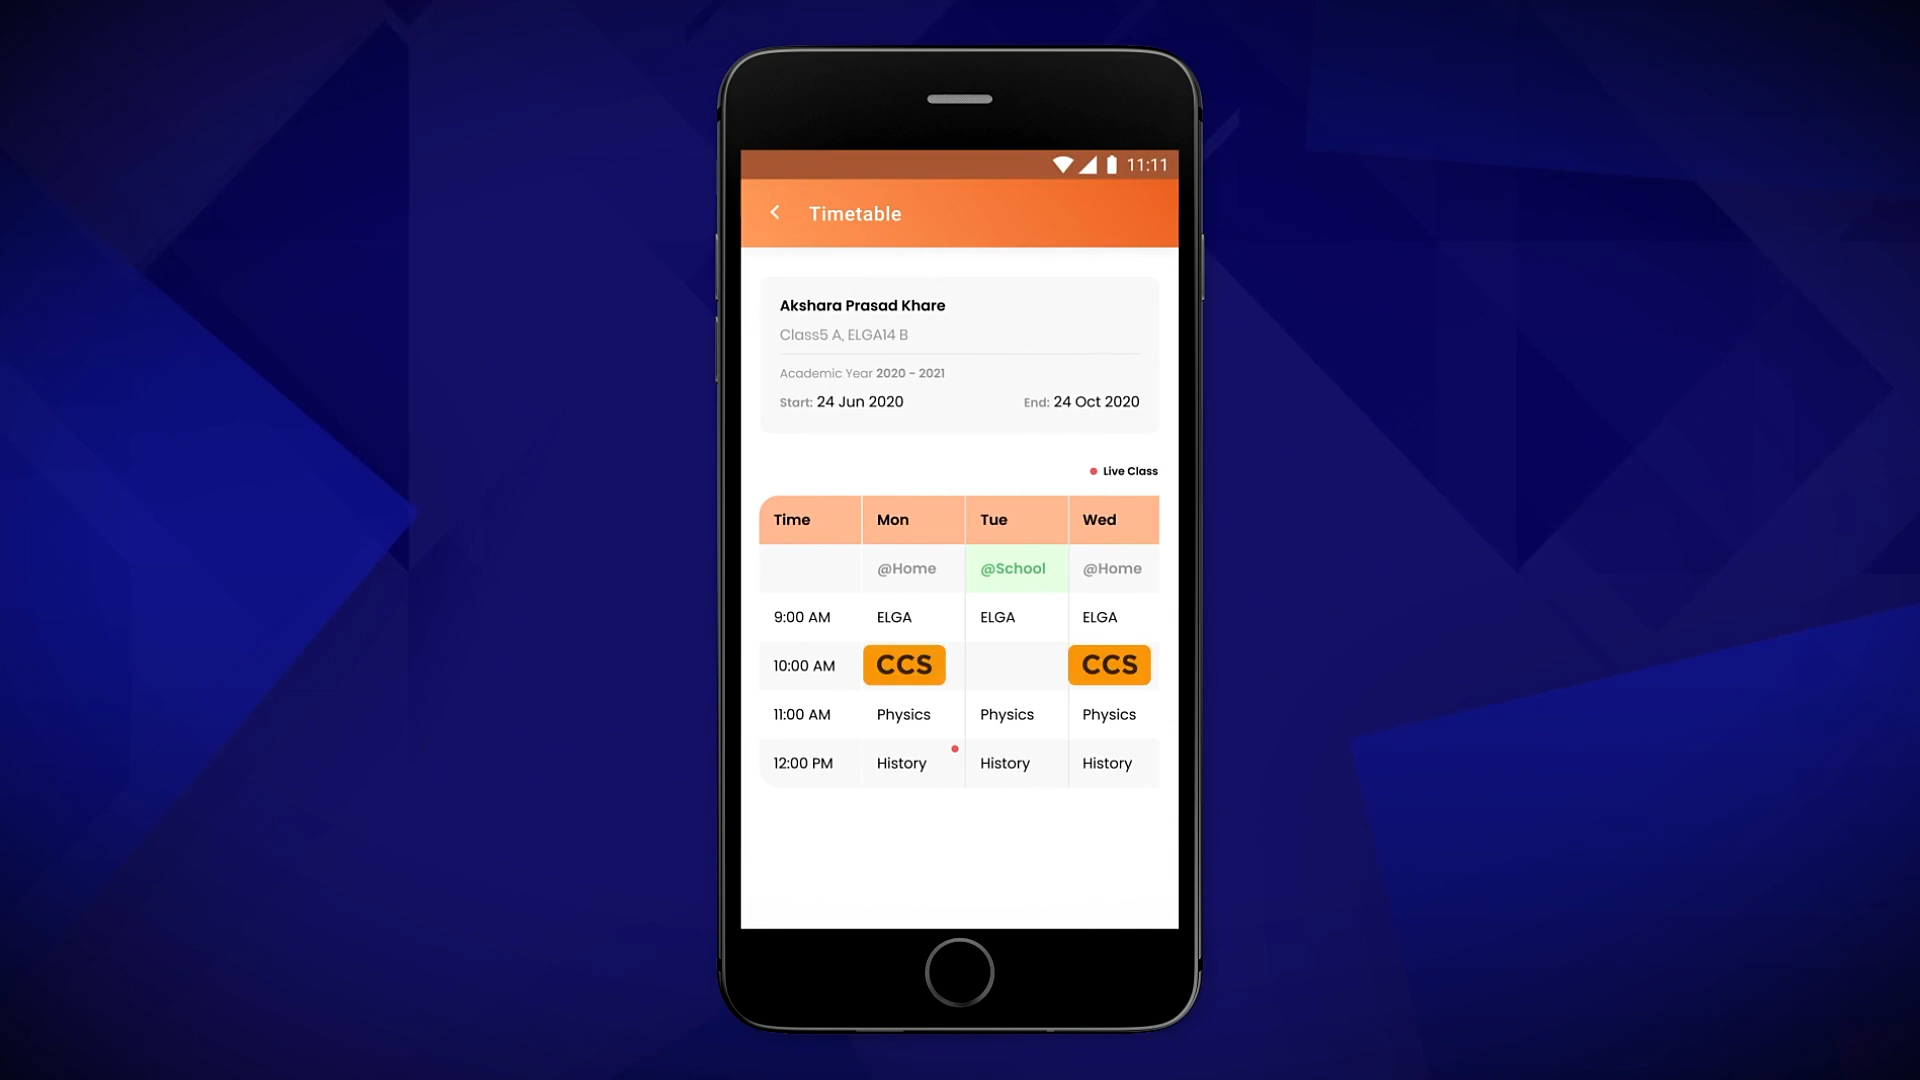 11:11
Timetable
Akshara Prasad Khare
Class5 A, ELGA14 B
Academic Year 2020 - 2021
Start: 24 Jun 2020 End: 24 Oct 2020
Live Class
Time Mon Tue Wed
@Home @School @Home
9:00 AM ELGA ELGA ELGA
10:00 AM CCS CCS
11:00 AM Physics Physics Physics
12:00 PM History History History